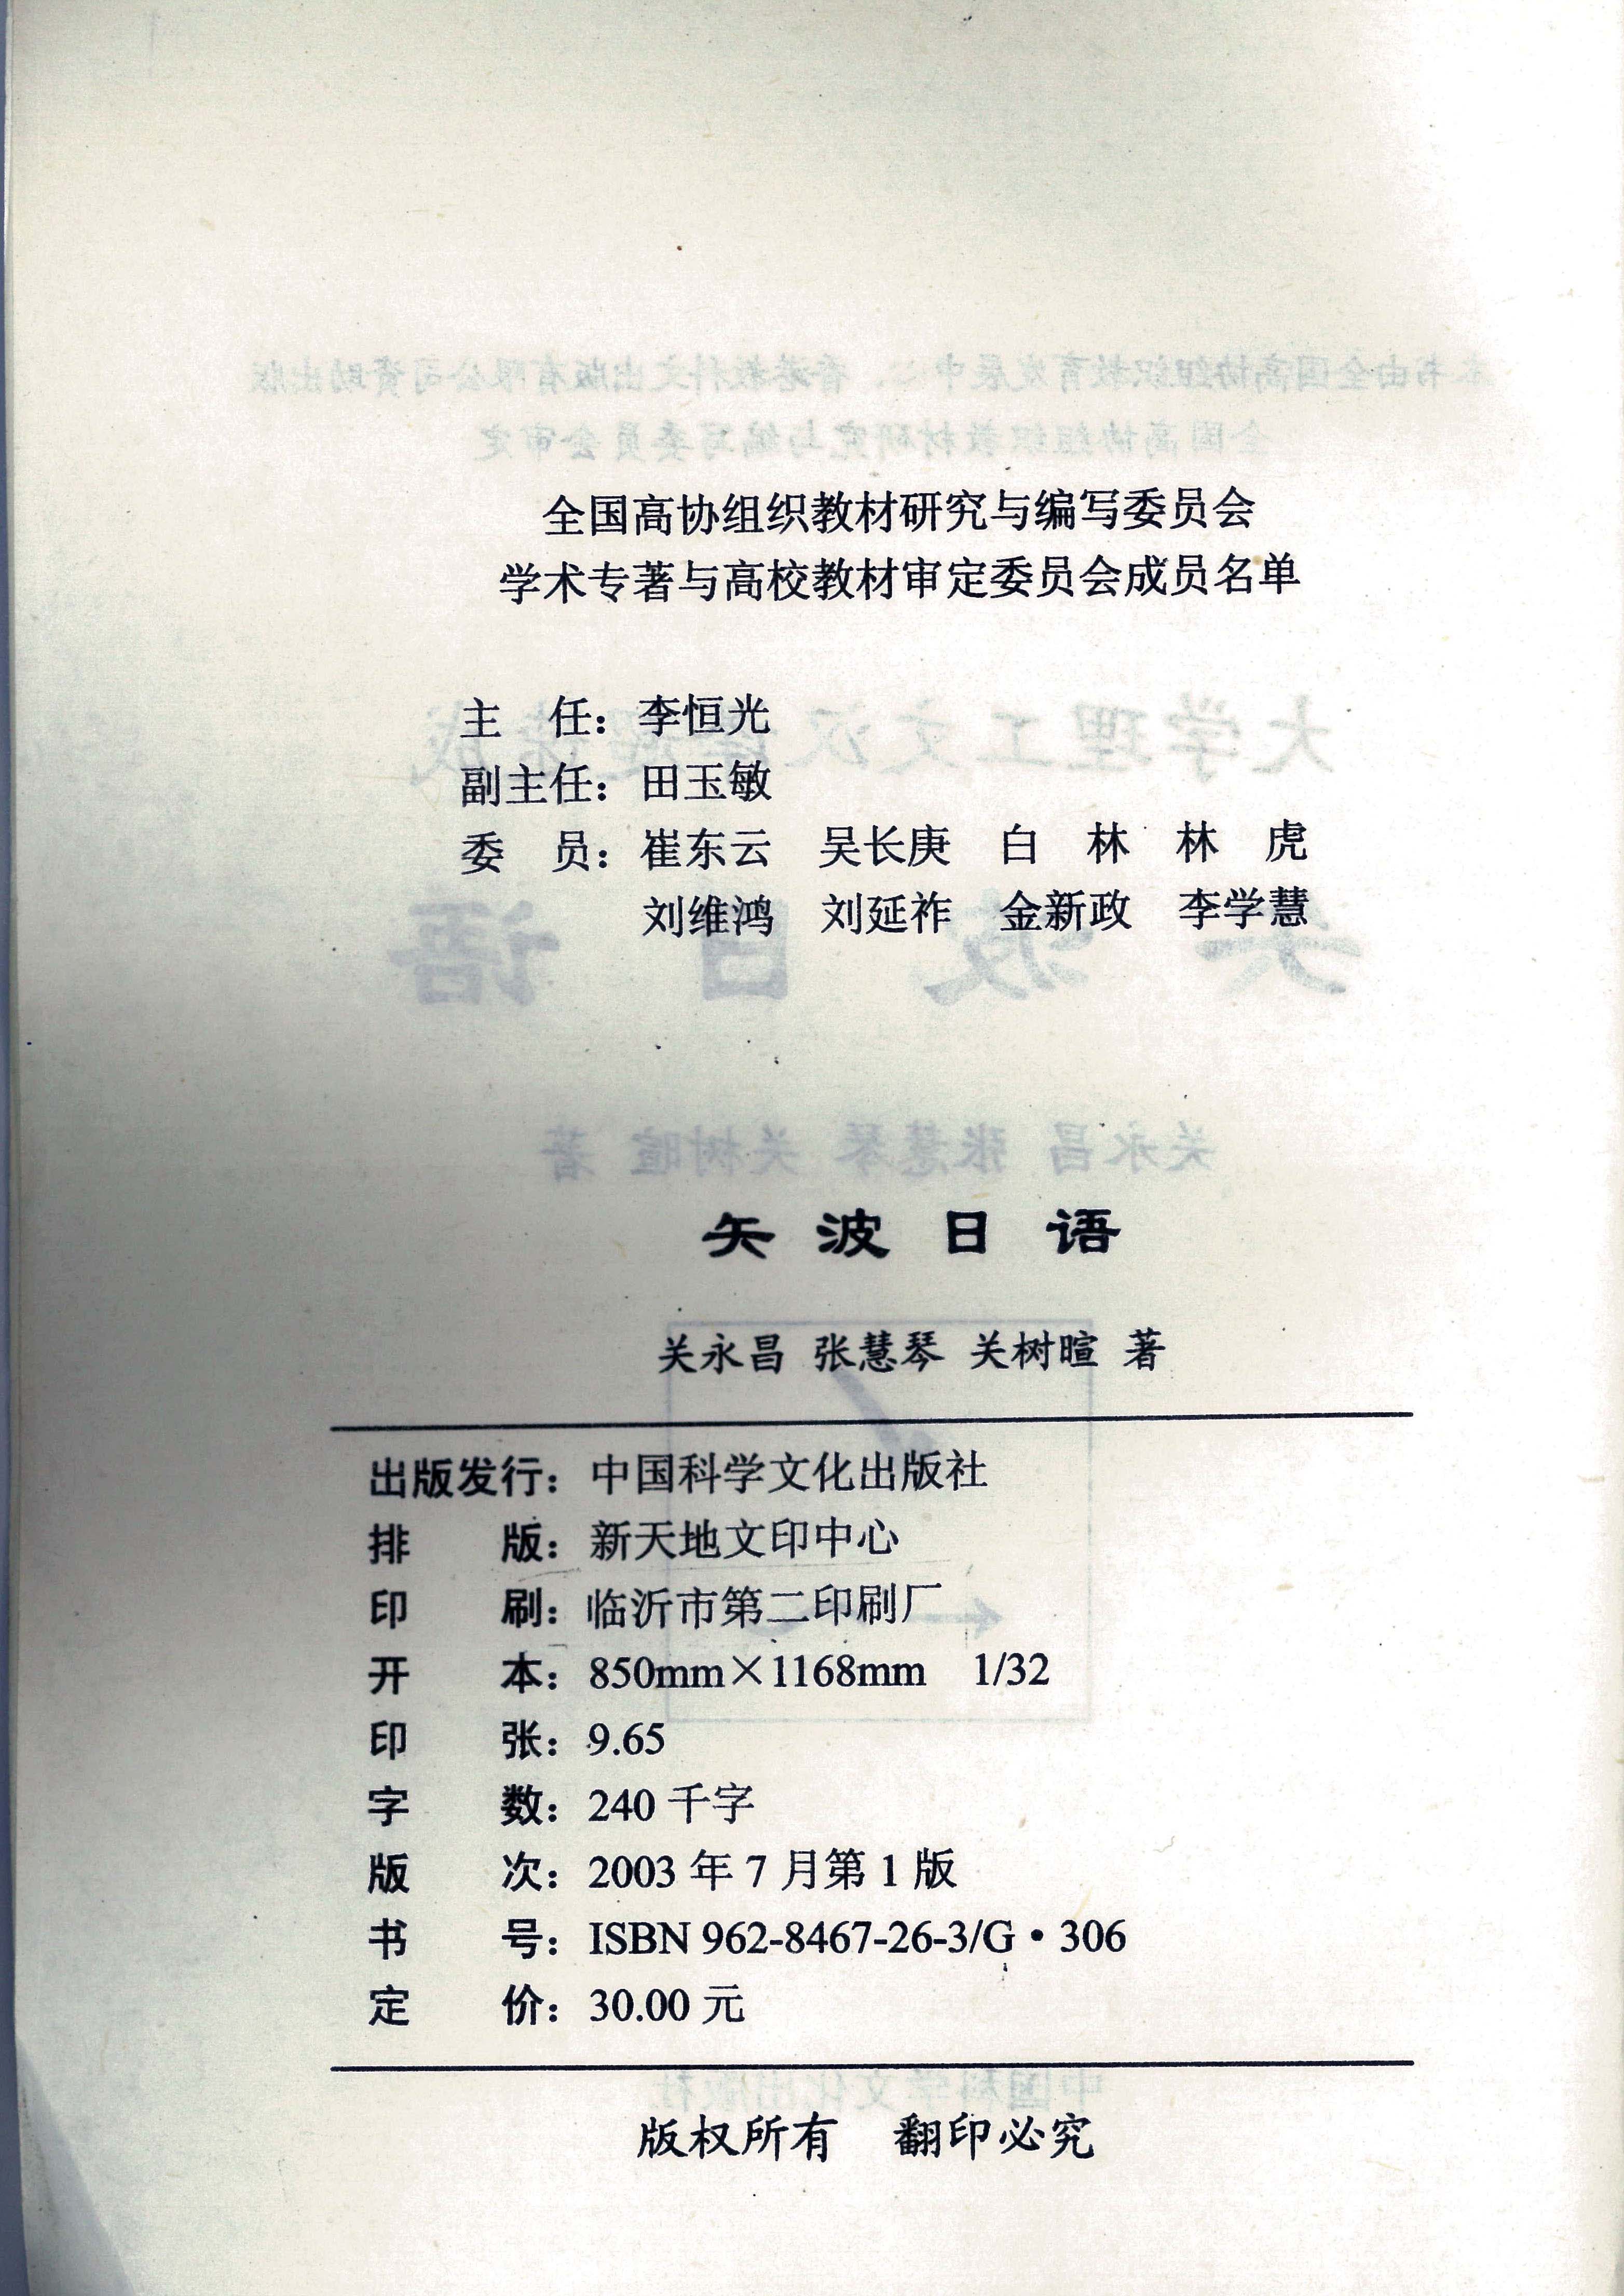 全国高协组织教材研究与编写委员会
学术专著与高校教材审定委员会成员名单
主　任：李恒光
副主任：田玉敏
委　员：崔东云　吴长庚　白　林　林　虎
刘维鸿　刘延祚　金新政　李学慧
矢波日语
关永昌 张慧琴 关树暄 著
出版发行：中国科学文化出版社
排　　版：新天地文印中心
印　　刷：临沂市第二印刷厂
开　　本：850mm×1168mm　1/32
印　　张：9.65
字　　数：240 千字
版　　次：2003 年 7 月第 1 版
书　　号：ISBN 962-8467-26-3/G·306
定　　价：30.00 元
版权所有　翻印必究